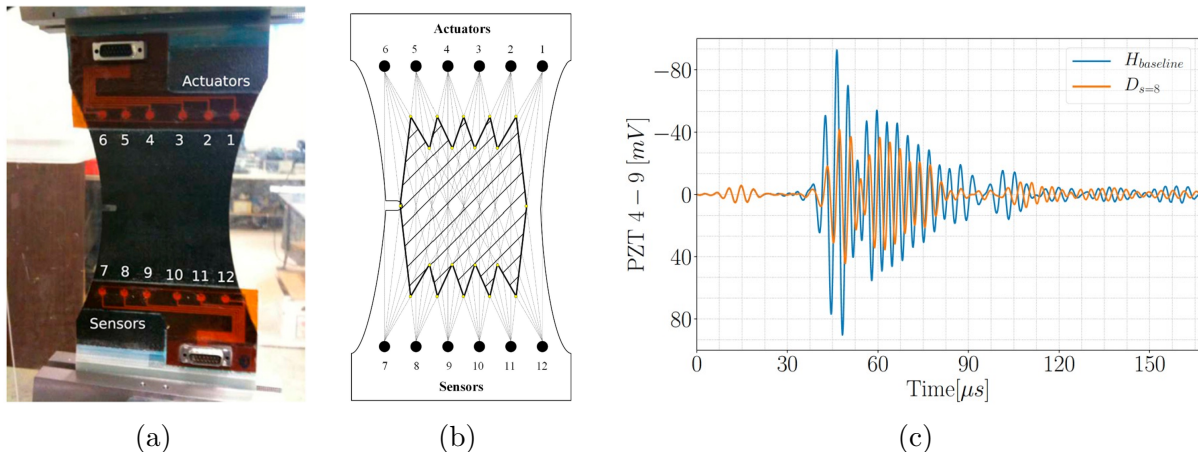 Actuators
6 5 4 3 2 1
7 8 9 10 11 12
Sensors
(a)
Actuators
6 5 4 3 2 1
7 8 9 10 11 12
Sensors
(b)
H_baseline
D_s=8
PZT 4 − 9 [mV]
−80
−40
0
40
80
0 30 60 90 120 150
Time[μs]
(c)